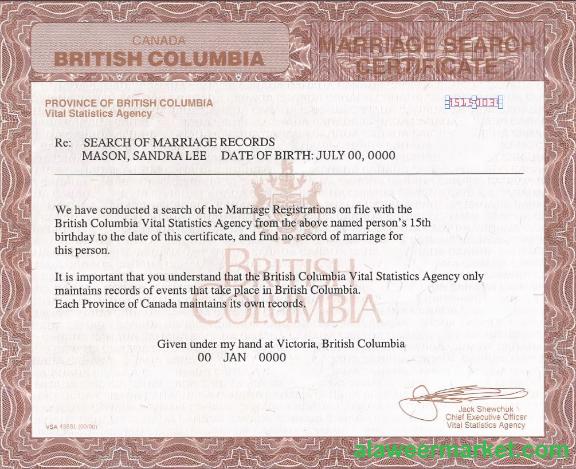 CANADA
BRITISH COLUMBIA
MARRIAGE SEARCH
CERTIFICATE
PROVINCE OF BRITISH COLUMBIA
Vital Statistics Agency
Re: SEARCH OF MARRIAGE RECORDS
MASON, SANDRA LEE DATE OF BIRTH: JULY 00, 0000
We have conducted a search of the Marriage Registrations on file with the
British Columbia Vital Statistics Agency from the above named person's 15th
birthday to the date of this certificate, and find no record of marriage for
this person.
It is important that you understand that the British Columbia Vital Statistics Agency only
maintains records of events that take place in British Columbia.
Each Province of Canada maintains its own records.
BRITISH
COLUMBIA
Given under my hand at Victoria, British Columbia
00 JAN 0000
Jack Shewchuk
Chief Executive Officer
Vital Statistics Agency
alaweermarket.com